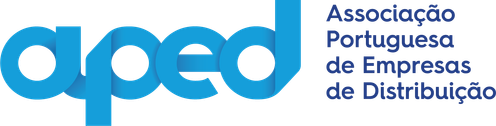 aped
Associação
Portuguesa
de Empresas
de Distribuição